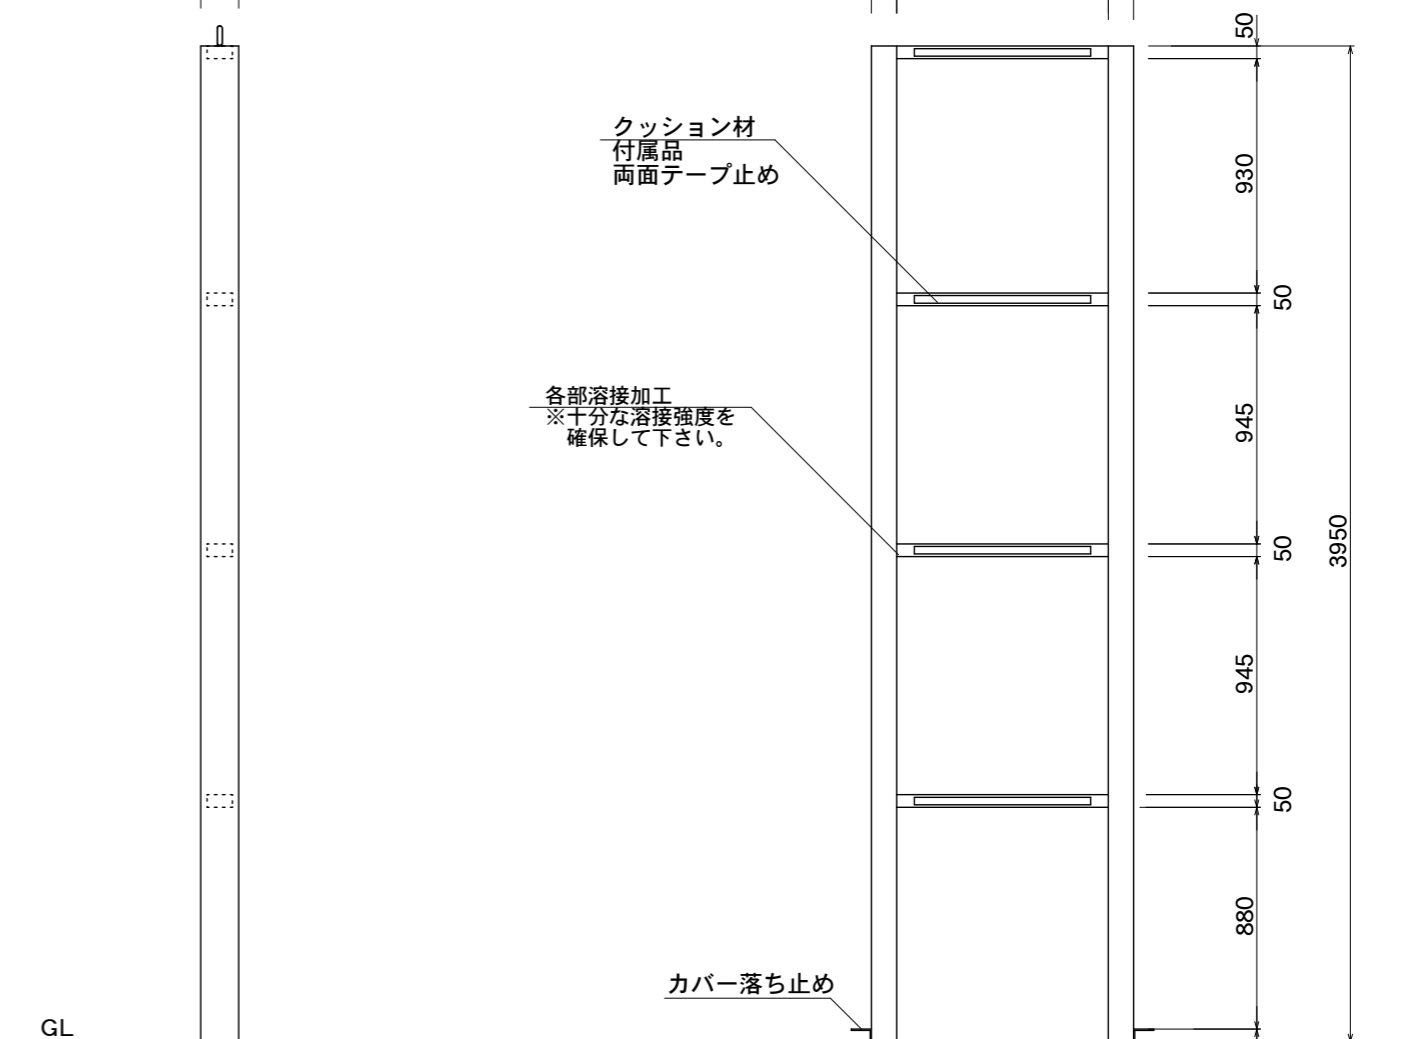 50
クッション材
付属品
両面テープ止め
930
50
各部溶接加工
※十分な溶接強度を
確保して下さい。
945
50
3950
945
50
880
カバー落ち止め
GL